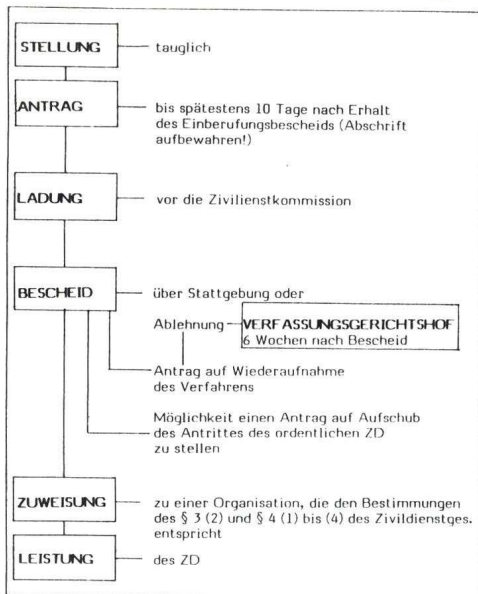 STELLUNG
tauglich
ANTRAG
bis spätestens 10 Tage nach Erhalt
des Einberufungsbescheids (Abschrift
aufbewahren!)
LADUNG
vor die Zivilienstkommission
BESCHEID
über Stattgebung oder
Ablehnung
VERFASSUNGSGERICHTSHOF
6 Wochen nach Bescheid
Antrag auf Wiederaufnahme
des Verfahrens
Möglichkeit einen Antrag auf Aufschub
des Antrittes des ordentlichen ZD
zu stellen
ZUWEISUNG
zu einer Organisation, die den Bestimmungen
des § 3 (2) und § 4 (1) bis (4) des Zivildienstges.
entspricht
LEISTUNG
des ZD